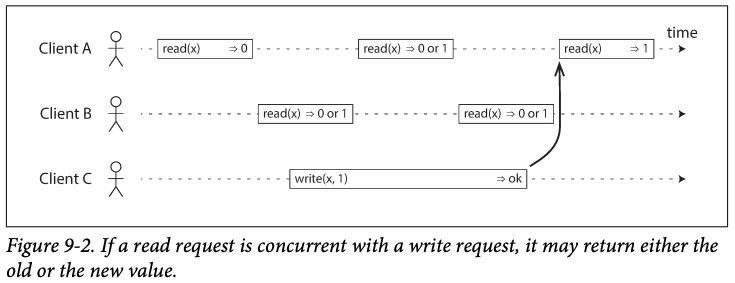 time
Client A read(x) ⇒ 0 read(x) ⇒ 0 or 1 read(x) ⇒ 1
Client B read(x) ⇒ 0 or 1 read(x) ⇒ 0 or 1
Client C write(x, 1) ⇒ ok
Figure 9-2. If a read request is concurrent with a write request, it may return either the
old or the new value.